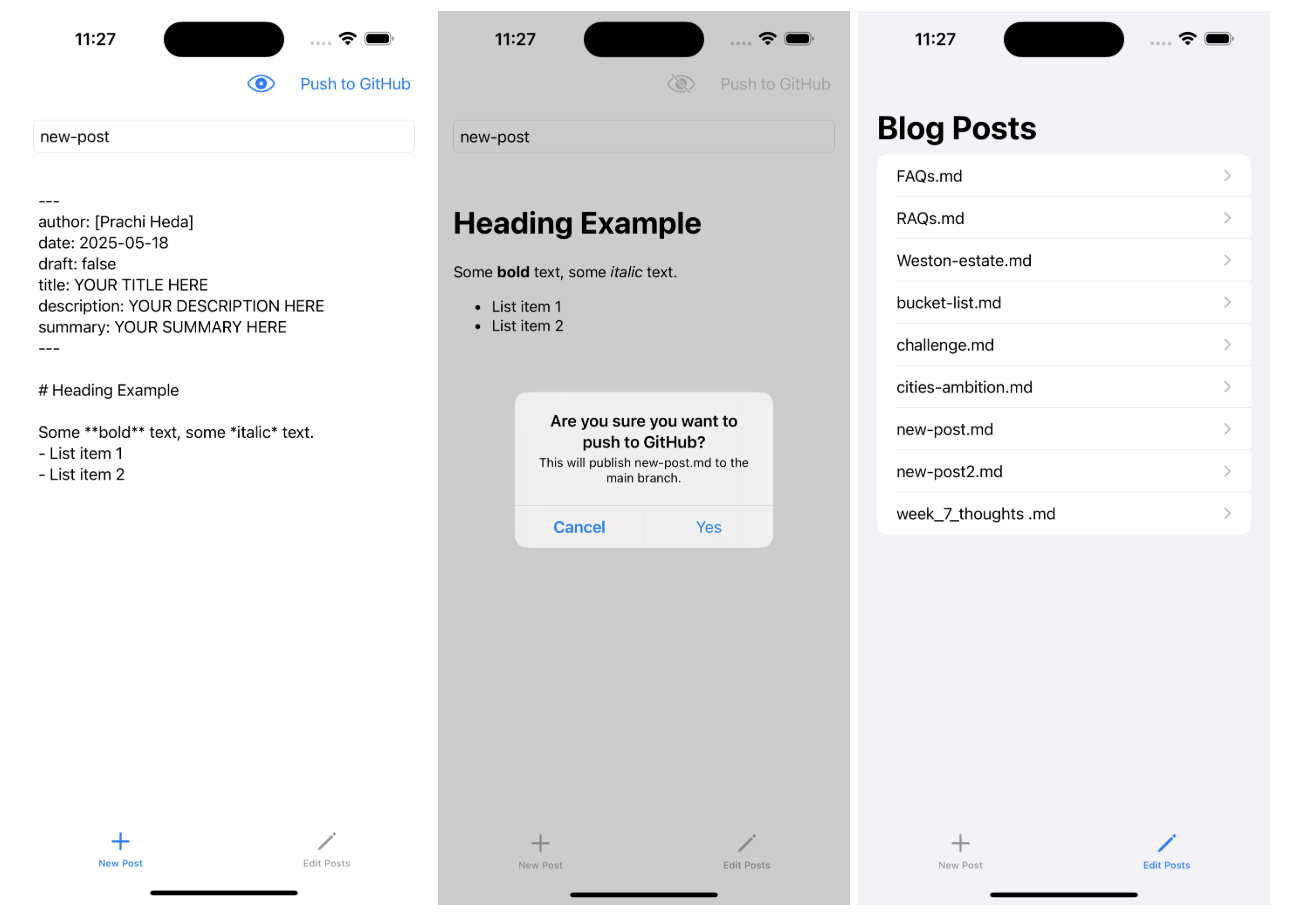 11:27
Push to GitHub
new-post
---
author: [Prachi Heda]
date: 2025-05-18
draft: false
title: YOUR TITLE HERE
description: YOUR DESCRIPTION HERE
summary: YOUR SUMMARY HERE
---
# Heading Example
Some **bold** text, some *italic* text.
- List item 1
- List item 2
New Post
Edit Posts
11:27
Push to GitHub
new-post
Heading Example
Some bold text, some italic text.
• List item 1
• List item 2
Are you sure you want to
push to GitHub?
This will publish new-post.md to the
main branch.
Cancel
Yes
New Post
Edit Posts
11:27
Blog Posts
FAQs.md
RAQs.md
Weston-estate.md
bucket-list.md
challenge.md
cities-ambition.md
new-post.md
new-post2.md
week_7_thoughts .md
New Post
Edit Posts